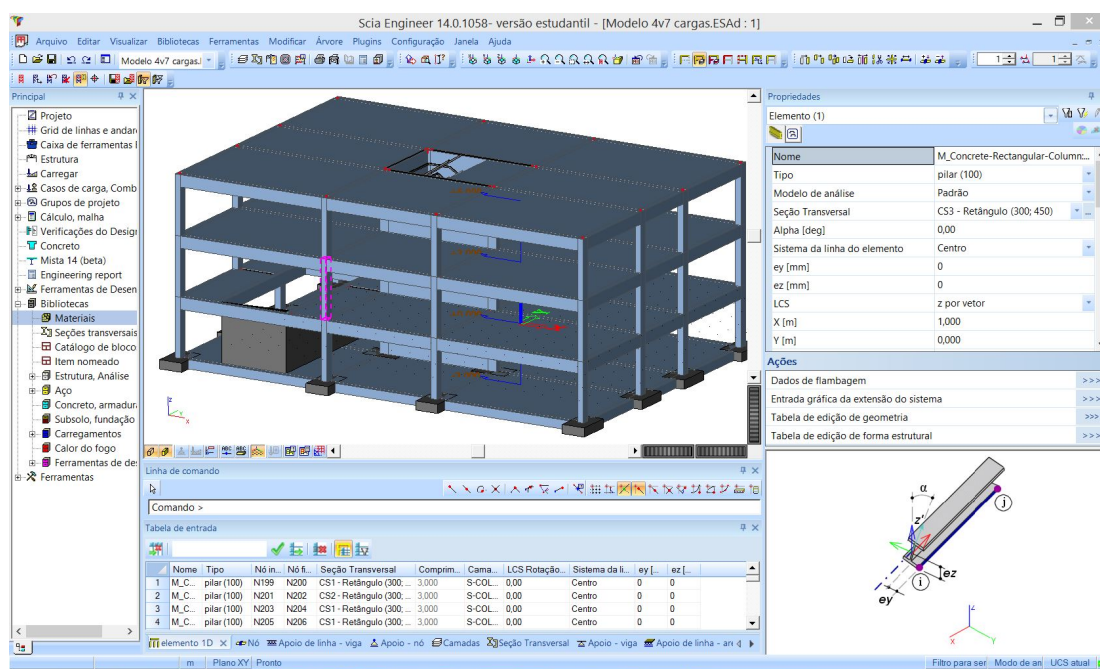 Scia Engineer 14.0.1058- versão estudantil - [Modelo 4v7 cargas.ESAd : 1]
Arquivo Editar Visualizar Bibliotecas Ferramentas Modificar Árvore Plugins Configuração Janela Ajuda
Modelo 4v7 cargas.
1
1
Principal
Projeto
Grid de linhas e andar
Caixa de ferramentas
Estrutura
Carregar
Casos de carga, Comb
Grupos de projeto
Cálculo, malha
Verificações do Design
Concreto
Mista 14 (beta)
Engineering report
Ferramentas de Desen
Bibliotecas
Materiais
Seções transversais
Catálogo de bloco
Item nomeado
Estrutura, Análise
Aço
Concreto, armadur
Subsolo, fundação
Carregamentos
Calor do fogo
Ferramentas de de
Ferramentas
Propriedades
Elemento (1)
Nome M_Concrete-Rectangular-Column:...
Tipo pilar (100)
Modelo de análise Padrão
Seção Transversal CS3 - Retângulo (300; 450)
Alpha [deg] 0,00
Sistema da linha do elemento Centro
ey [mm] 0
ez [mm] 0
LCS z por vetor
X [m] 1,000
Y [m] 0,000
Ações
Dados de flambagem >>>
Entrada gráfica da extensão do sistema >>>
Tabela de edição de geometria >>>
Tabela de edição de forma estrutural >>>
z
y
x
α
z'
j
i
ez
ey
z
x
Linha de comando
Comando >
Tabela de entrada
Nome Tipo Nó in... Nó fi... Seção Transversal Comprim... Cama... LCS Rotação... Sistema da li... ey [... ez [...
1 M_C... pilar (100) N199 N200 CS1 - Retângulo (300; ... 3,000 S-COL... 0,00 Centro 0 0
2 M_C... pilar (100) N201 N202 CS2 - Retângulo (300; ... 3,000 S-COL... 0,00 Centro 0 0
3 M_C... pilar (100) N203 N204 CS1 - Retângulo (300; ... 3,000 S-COL... 0,00 Centro 0 0
4 M_C... pilar (100) N205 N206 CS1 - Retângulo (300; ... 3,000 S-COL... 0,00 Centro 0 0
elemento 1D Nó Apoio de linha - viga Apoio - nó Camadas Seção Transversal Apoio - viga Apoio de linha - are
m Plano XY Pronto Filtro para ser Modo de an UCS atual